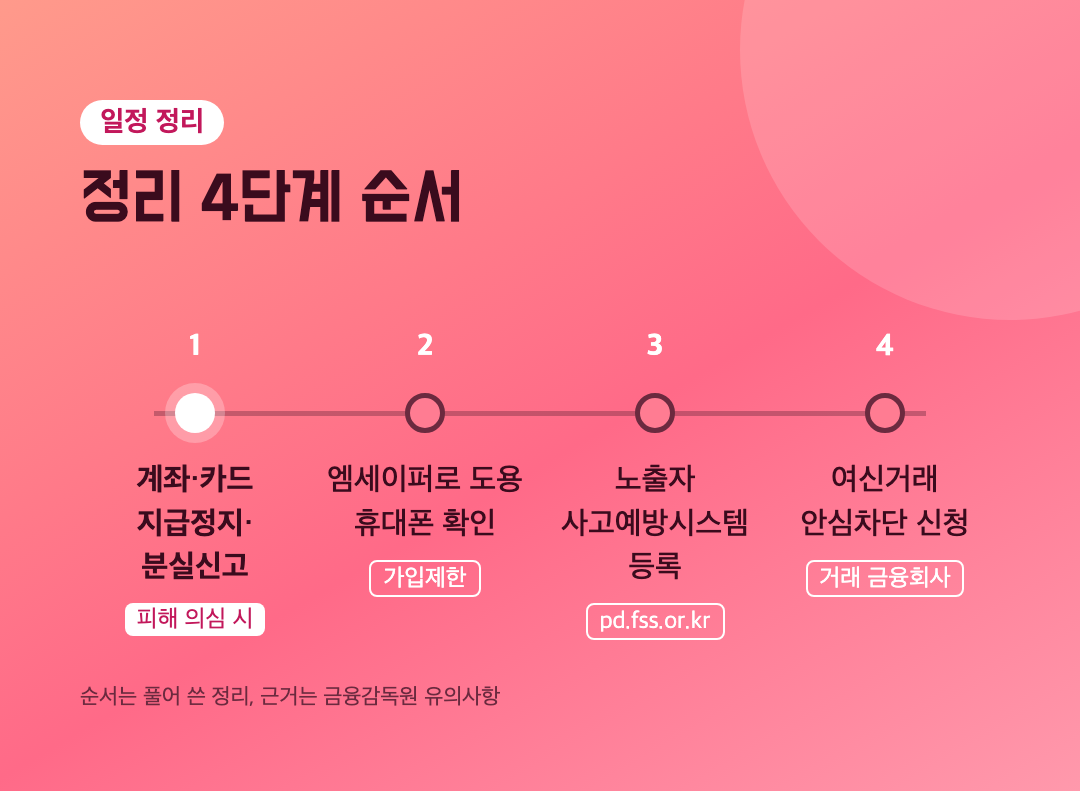 일정 정리
정리 4단계 순서
1
2
3
4
계좌·카드
지급정지·
분실신고
피해 의심 시
엠세이퍼로 도용
휴대폰 확인
가입제한
노출자
사고예방시스템
등록
pd.fss.or.kr
여신거래
안심차단 신청
거래 금융회사
순서는 풀어 쓴 정리, 근거는 금융감독원 유의사항